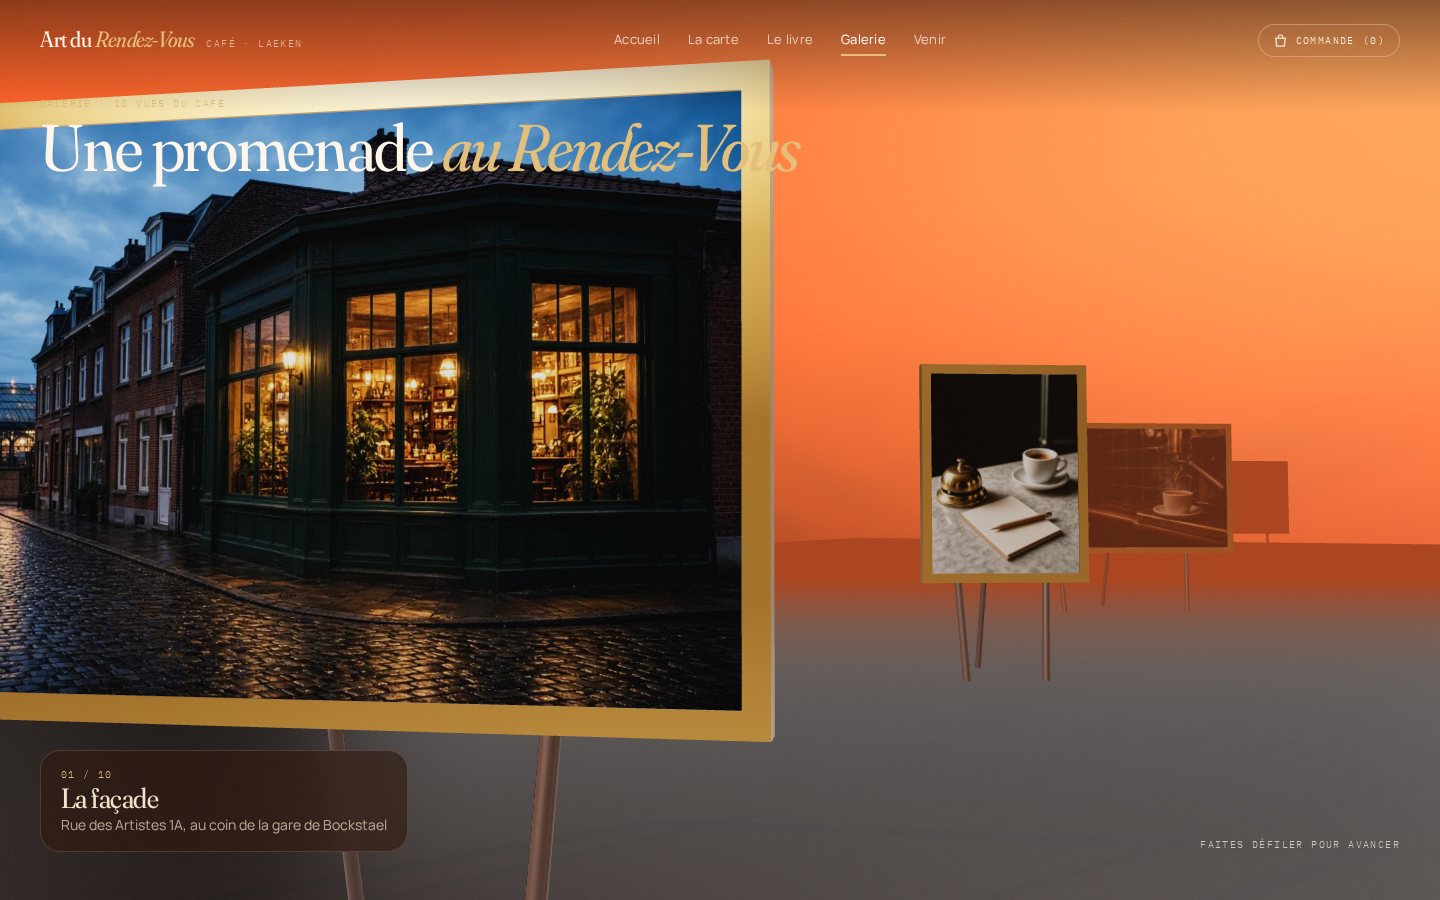 Art du Rendez-Vous CAFÉ · LAEKEN
Accueil La carte Le livre Galerie Venir
COMMANDE (0)
GALERIE · 10 VUES DU CAFÉ
Une promenade au Rendez-Vous
01 / 10
La façade
Rue des Artistes 1A, au coin de la gare de Bockstael
FAITES DÉFILER POUR AVANCER